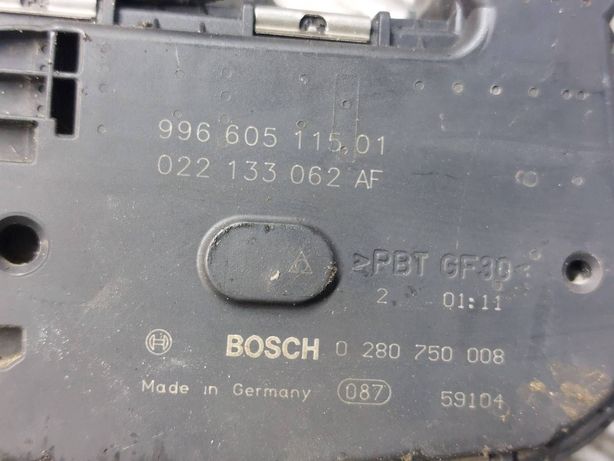 996 605 115 01
022 133 062 AF
>PBT GF30
2 01:11
BOSCH 0 280 750 008
Made in Germany 087 59104